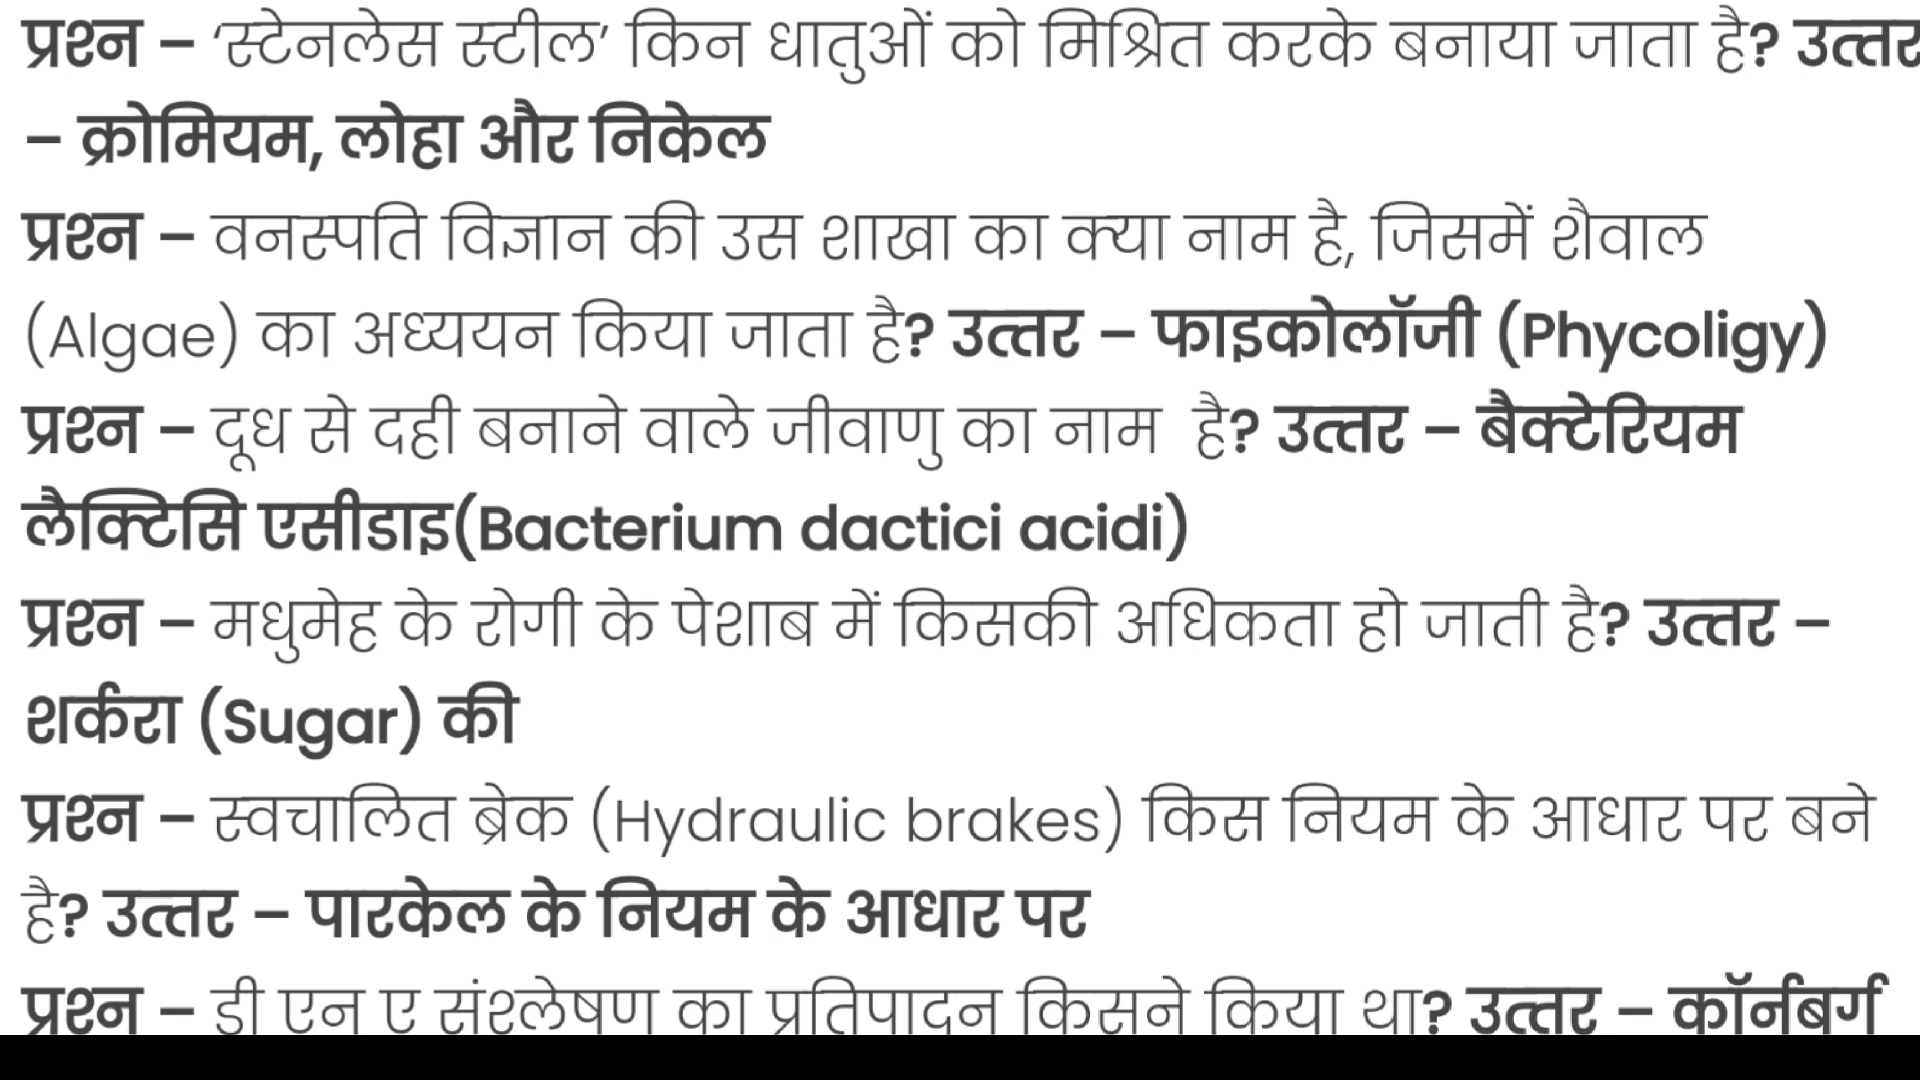 प्रश्न – ‘स्टेनलेस स्टील’ किन धातुओं को मिश्रित करके बनाया जाता है? उत्तर
– क्रोमियम, लोहा और निकेल
प्रश्न – वनस्पति विज्ञान की उस शाखा का क्या नाम है, जिसमें शैवाल
(Algae) का अध्ययन किया जाता है? उत्तर – फाइकोलॉजी (Phycoligy)
प्रश्न – दूध से दही बनाने वाले जीवाणु का नाम  है? उत्तर – बैक्टेरियम
लैक्टिसि एसीडाइ(Bacterium dactici acidi)
प्रश्न – मधुमेह के रोगी के पेशाब में किसकी अधिकता हो जाती है? उत्तर –
शर्करा (Sugar) की
प्रश्न – स्वचालित ब्रेक (Hydraulic brakes) किस नियम के आधार पर बने
है? उत्तर – पारकेल के नियम के आधार पर
प्रश्न – डी एन ए संश्लेषण का प्रतिपादन किसने किया था? उत्तर – कॉर्नबर्ग